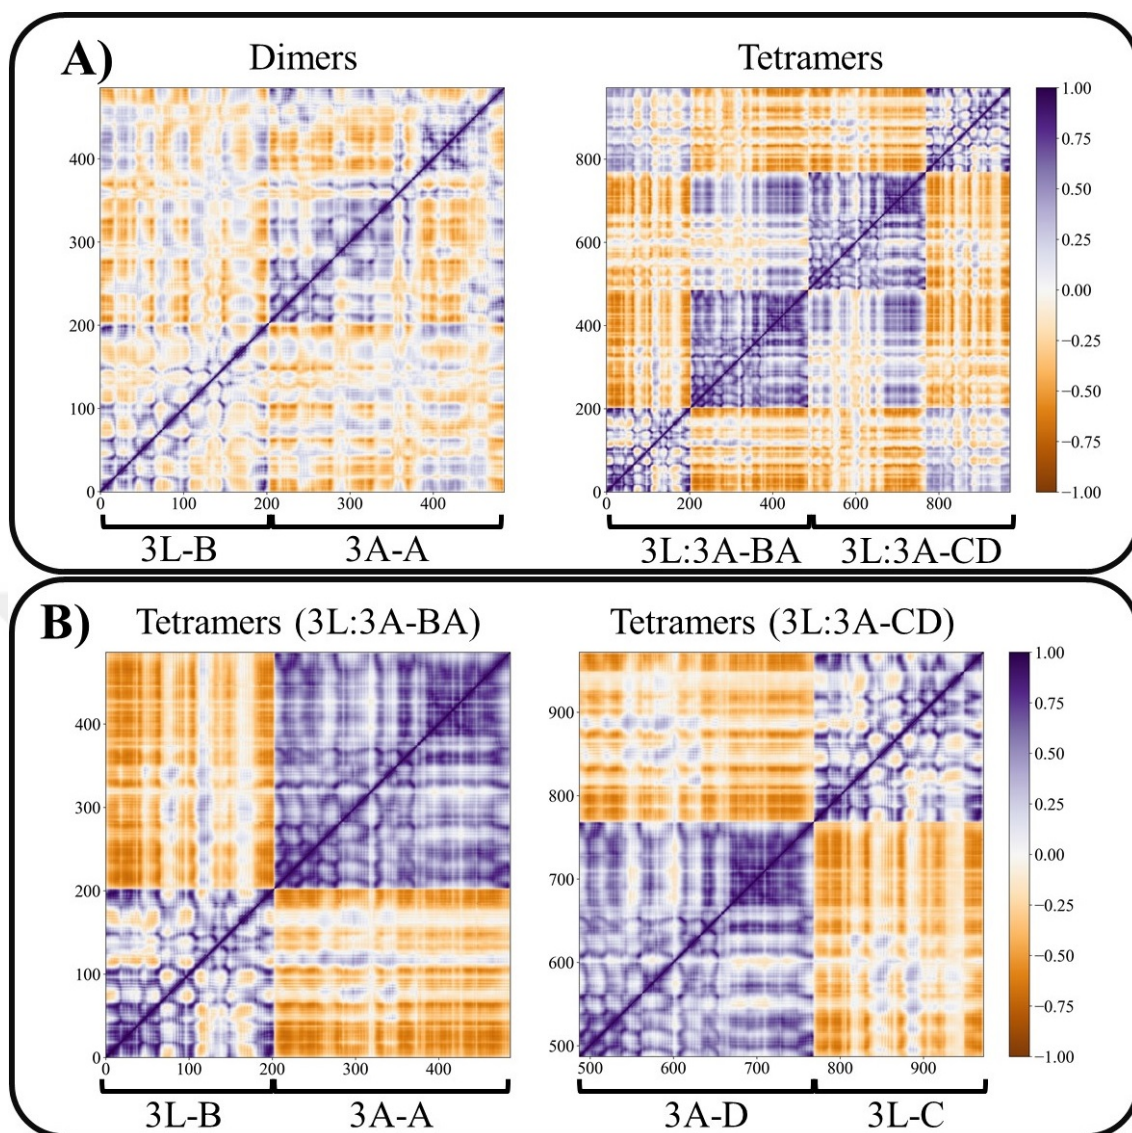 A)
Dimers
Tetramers
400
300
200
100
0
0 100 200 300 400
3L-B 3A-A
800
600
400
200
0
0 200 400 600 800
3L:3A-BA 3L:3A-CD
1.00
0.75
0.50
0.25
0.00
−0.25
−0.50
−0.75
−1.00
B)
Tetramers (3L:3A-BA)
Tetramers (3L:3A-CD)
400
300
200
100
0
0 100 200 300 400
3L-B 3A-A
900
800
700
600
500
500 600 700 800 900
3A-D 3L-C
1.00
0.75
0.50
0.25
0.00
−0.25
−0.50
−0.75
−1.00